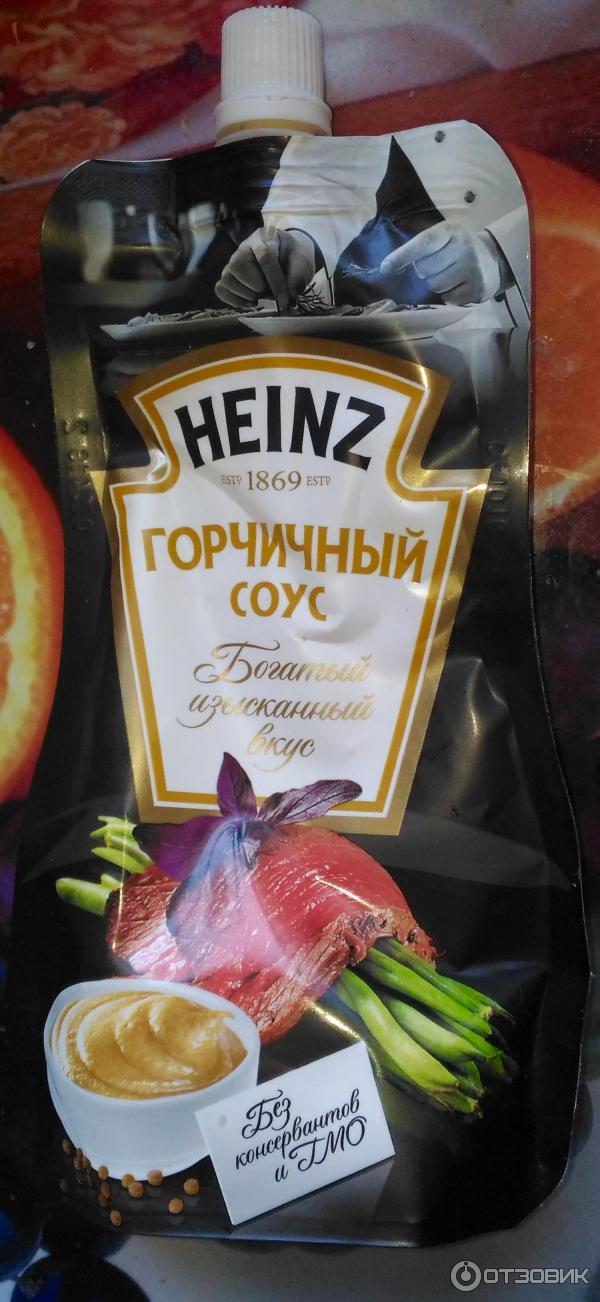 HEINZ
ESTD 1869 ESTD
ГОРЧИЧНЫЙ
СОУС
Богатый
изысканный
вкус
Без
консервантов
и ГМО
ОТЗОВИК